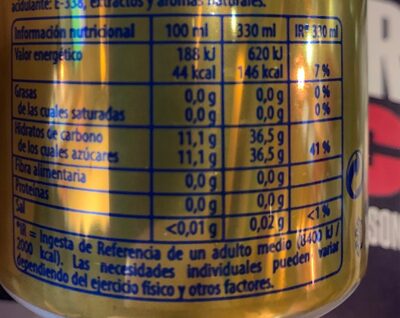 acidulante: E-338, extractos y aromas naturales.
Información nutricional 100 ml 330 ml IR* 330 ml
Valor energético 188 kJ 620 kJ
44 kcal 146 kcal 7 %
Grasas 0,0 g 0,0 g 0 %
de las cuales saturadas 0,0 g 0,0 g 0 %
Hidratos de carbono 11,1 g 36,5 g
de los cuales azúcares 11,1 g 36,5 g 41 %
Fibra alimentaria 0,0 g 0,0 g
Proteínas 0,0 g 0,0 g
Sal <0,01 g 0,02 g <1 %
*IR = Ingesta de Referencia de un adulto medio (8400 kJ /
2000 kcal). Las necesidades individuales pueden variar
dependiendo del ejercicio físico y otros factores.
SON